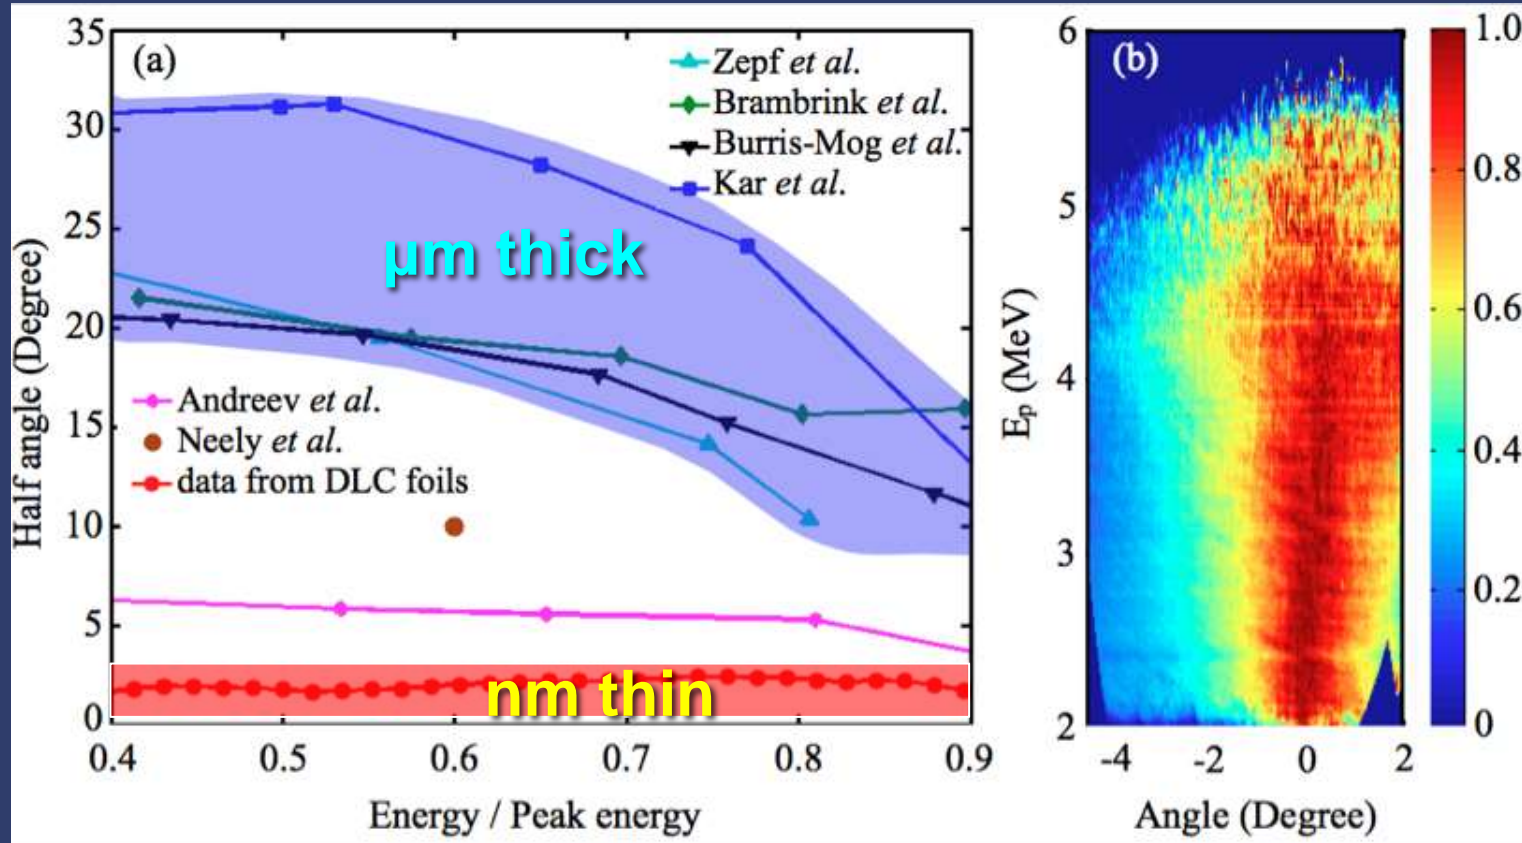 (a)
35
30
25
20
15
10
5
0
Half angle (Degree)
Zepf et al.
Brambrink et al.
Burris-Mog et al.
Kar et al.
µm thick
Andreev et al.
Neely et al.
data from DLC foils
nm thin
0.4 0.5 0.6 0.7 0.8 0.9
Energy / Peak energy
(b)
6
5
4
3
2
Eₚ (MeV)
-4 -2 0 2
Angle (Degree)
1.0
0.8
0.6
0.4
0.2
0